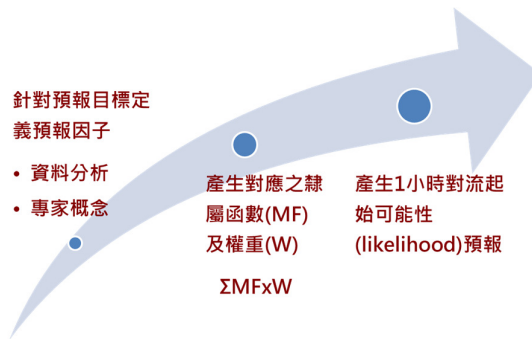 針對預報目標定
義預報因子
• 資料分析
• 專家概念
產生對應之隸
屬函數(MF)
及權重(W)
ΣMFxW
產生1小時對流起
始可能性
(likelihood)預報